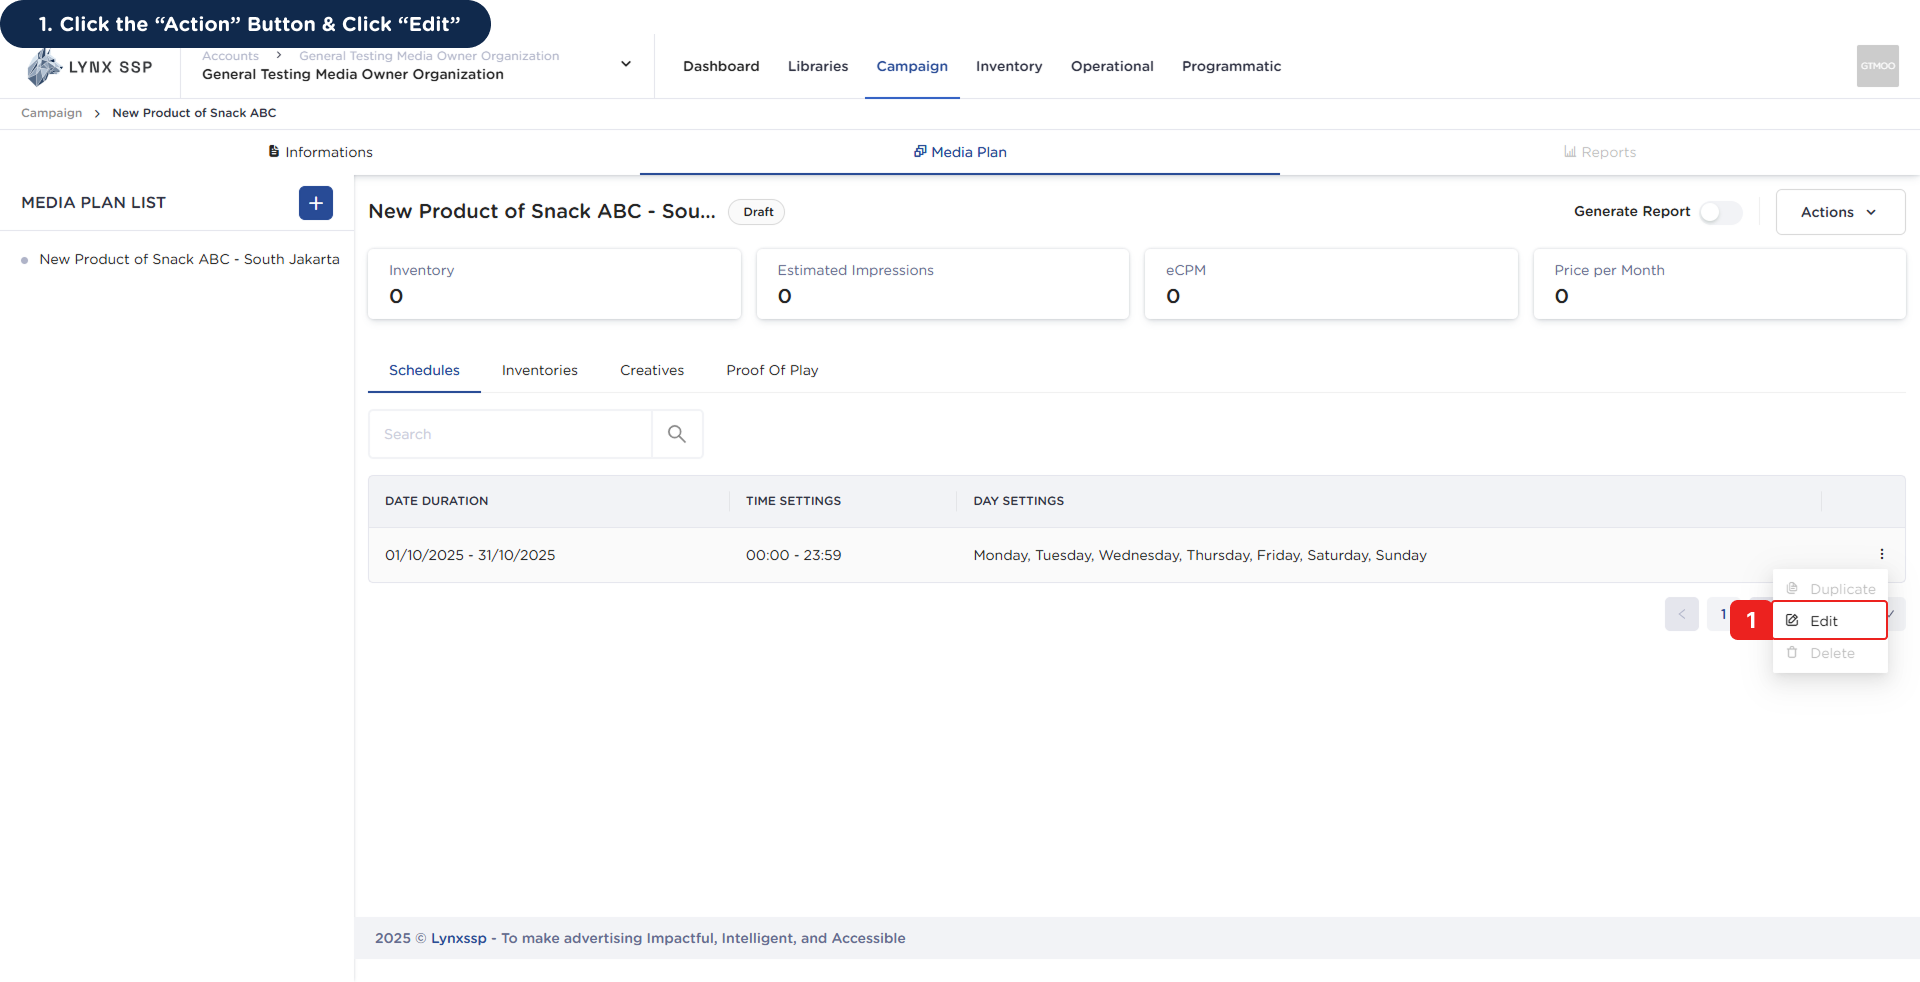 1. Click the “Action” Button & Click “Edit”
LYNX SSP
Accounts > General Testing Media Owner Organization
General Testing Media Owner Organization
Dashboard
Libraries
Campaign
Inventory
Operational
Programmatic
GTMOO
Campaign > New Product of Snack ABC
Informations
Media Plan
Reports
MEDIA PLAN LIST
+
New Product of Snack ABC - South Jakarta
New Product of Snack ABC - Sou...
Draft
Generate Report
Actions
Inventory
0
Estimated Impressions
0
eCPM
0
Price per Month
0
Schedules
Inventories
Creatives
Proof Of Play
Search
DATE DURATION
TIME SETTINGS
DAY SETTINGS
01/10/2025 - 31/10/2025
00:00 - 23:59
Monday, Tuesday, Wednesday, Thursday, Friday, Saturday, Sunday
Duplicate
< 1
1
Edit
Delete
2025 © Lynxssp - To make advertising Impactful, Intelligent, and Accessible